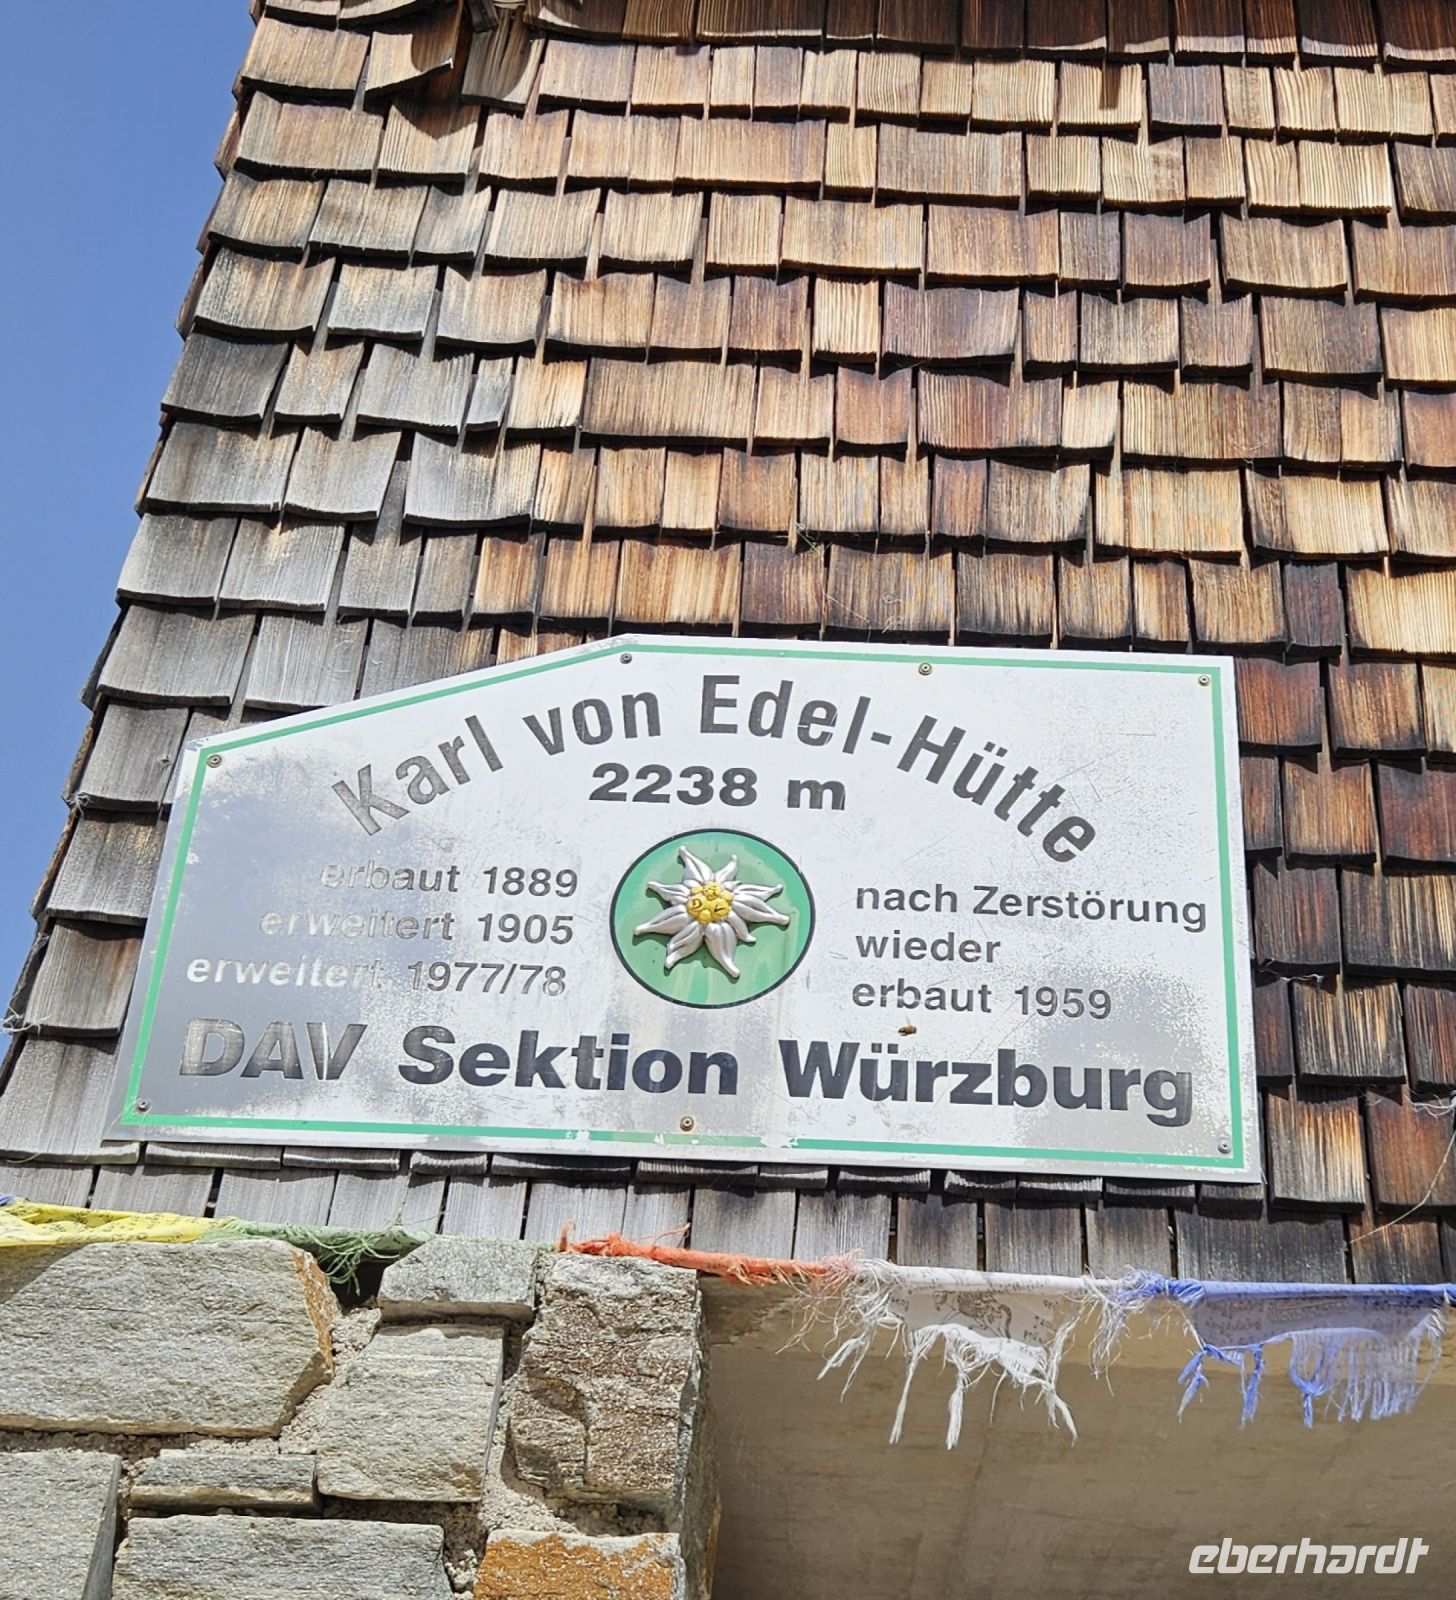 Karl von Edel-Hütte
2238 m
erbaut 1889
erweitert 1905
erweitert 1977/78
nach Zerstörung
wieder
erbaut 1959
DAV Sektion Würzburg
eberhardt